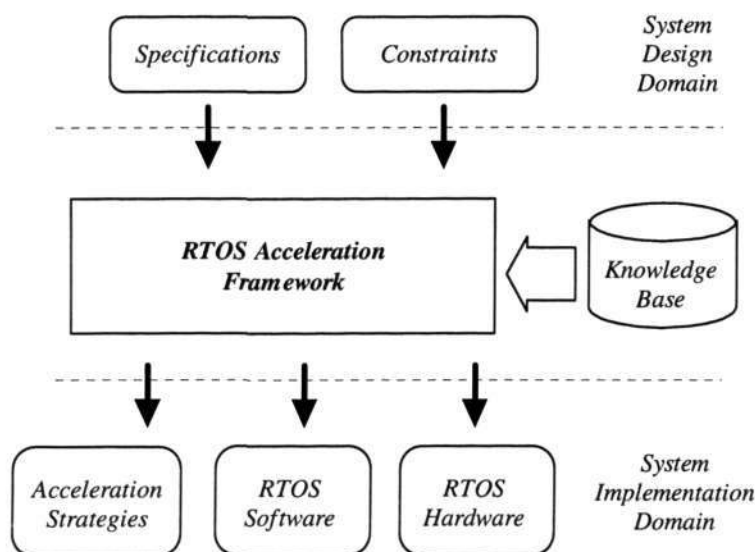 Specifications
Constraints
System
Design
Domain
RTOS Acceleration
Framework
Knowledge
Base
Acceleration
Strategies
RTOS
Software
RTOS
Hardware
System
Implementation
Domain